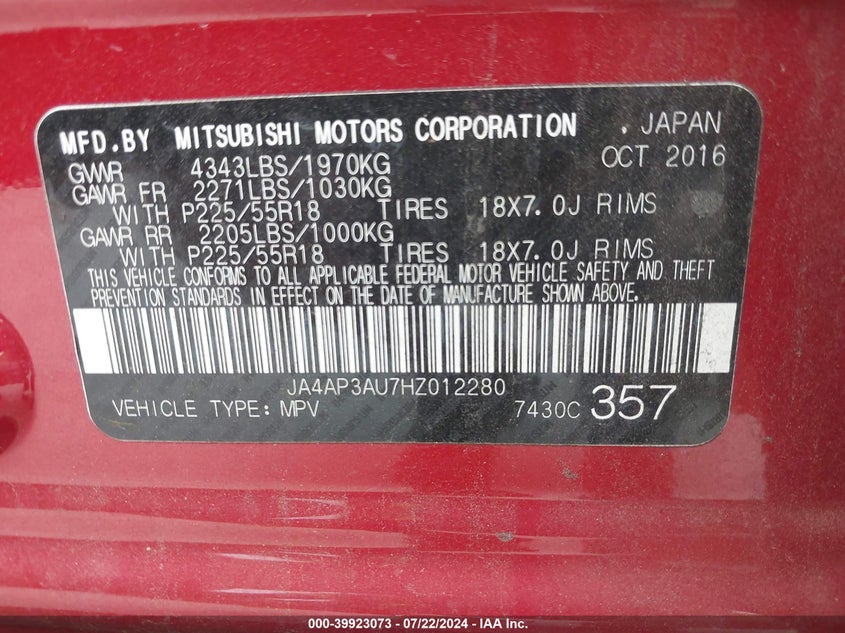 MFD.BY MITSUBISHI MOTORS CORPORATION . JAPAN
GWWR 4343LBS/1970KG OCT 2016
GAWR FR 2271LBS/1030KG
WITH P225/55R18 TIRES 18X7.0J RIMS
GAWR RR 2205LBS/1000KG
WITH P225/55R18 TIRES 18X7.0J RIMS
THIS VEHICLE CONFORMS TO ALL APPLICABLE FEDERAL MOTOR VEHICLE SAFETY AND THEFT
PREVENTION STANDARDS IN EFFECT ON THE DATE OF MANUFACTURE SHOWN ABOVE.
JA4AP3AU7HZ012280
VEHICLE TYPE: MPV 7430C 357
000-39923073 - 07/22/2024 - IAA Inc.